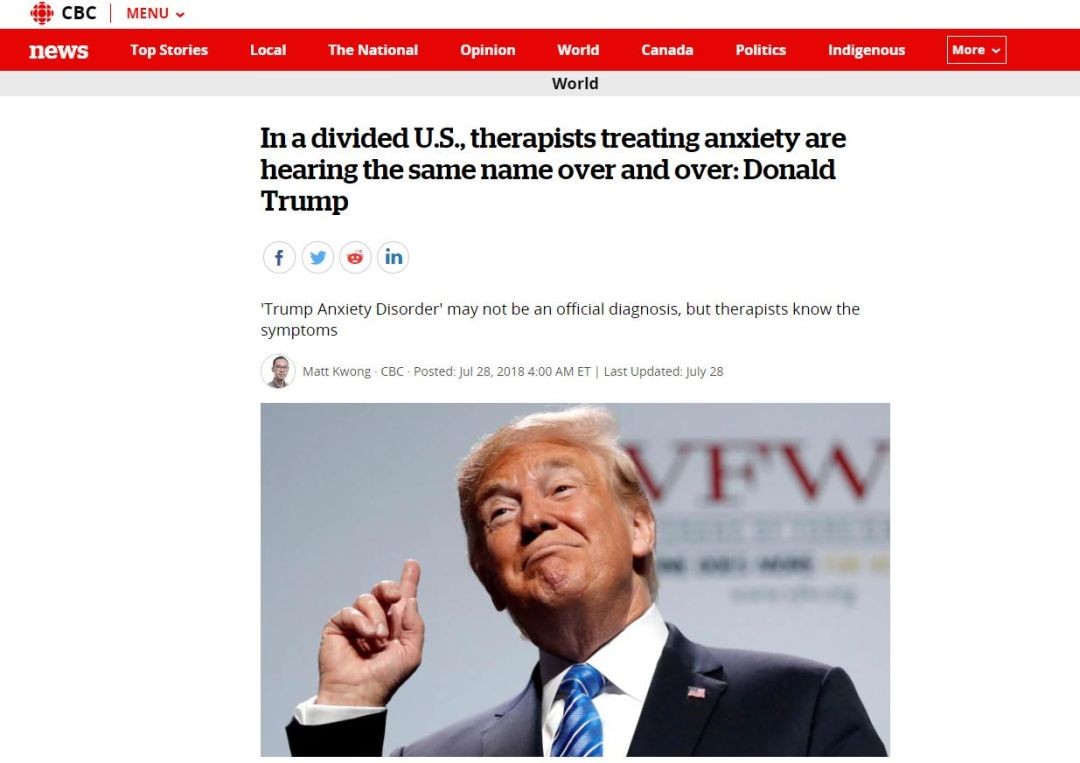 CBC MENU
news Top Stories Local The National Opinion World Canada Politics Indigenous More
World
In a divided U.S., therapists treating anxiety are
hearing the same name over and over: Donald
Trump
f in
'Trump Anxiety Disorder' may not be an official diagnosis, but therapists know the
symptoms
Matt Kwong · CBC · Posted: Jul 28, 2018 4:00 AM ET | Last Updated: July 28
VFW